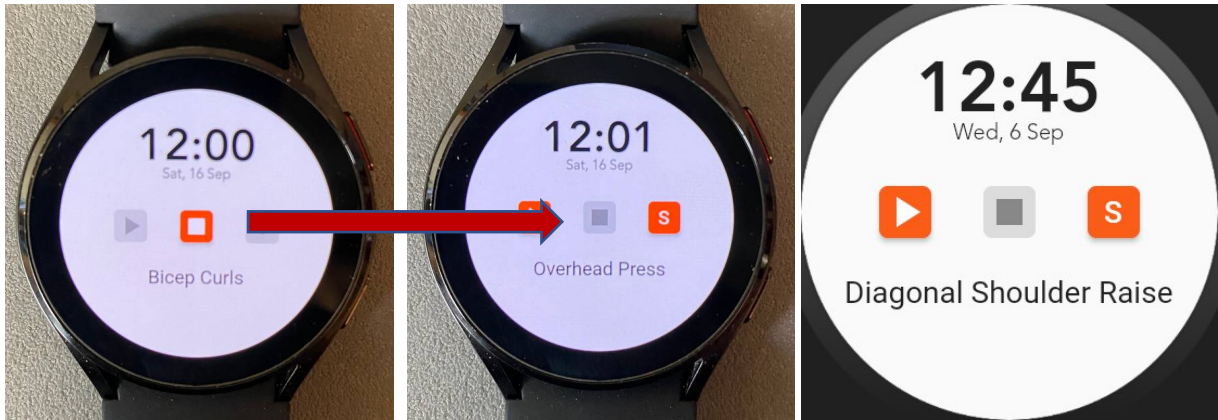 12:00
Sat, 16 Sep
Bicep Curls
12:01
Sat, 16 Sep
S
Overhead Press
12:45
Wed, 6 Sep
S
Diagonal Shoulder Raise